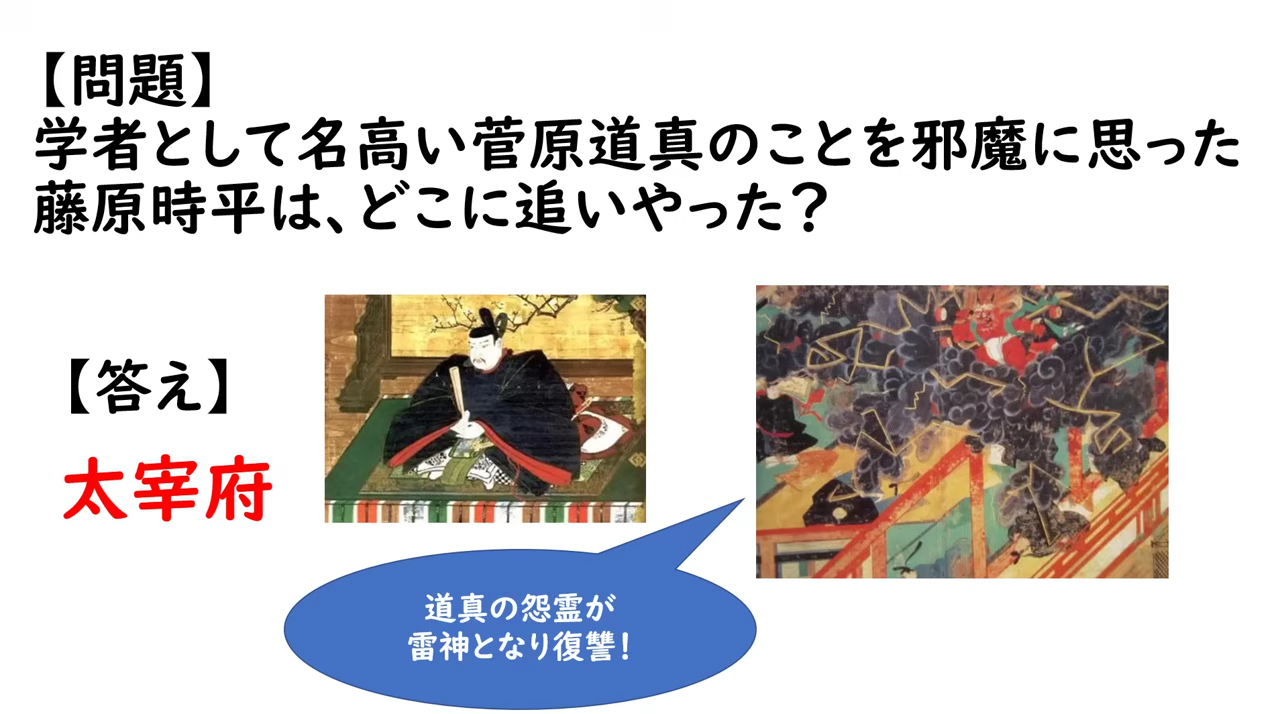 【問題】
学者として名高い菅原道真のことを邪魔に思った
藤原時平は、どこに追いやった？
【答え】
太宰府
道真の怨霊が
雷神となり復讐！